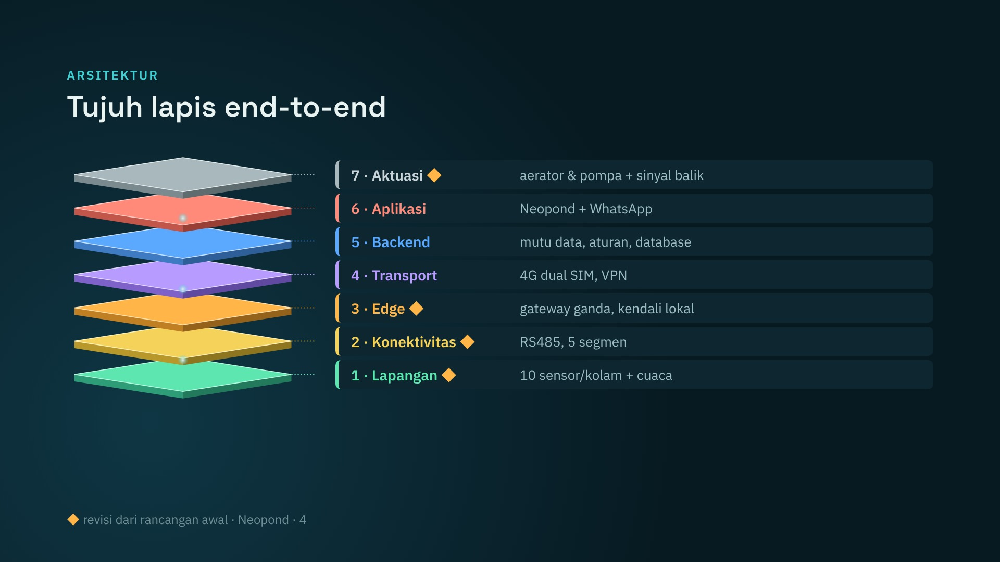 ARSITEKTUR
Tujuh lapis end-to-end
7 · Aktuasi 🔶 aerator & pompa + sinyal balik
6 · Aplikasi Neopond + WhatsApp
5 · Backend mutu data, aturan, database
4 · Transport 4G dual SIM, VPN
3 · Edge 🔶 gateway ganda, kendali lokal
2 · Konektivitas 🔶 RS485, 5 segmen
1 · Lapangan 🔶 10 sensor/kolam + cuaca
🔶 revisi dari rancangan awal · Neopond · 4